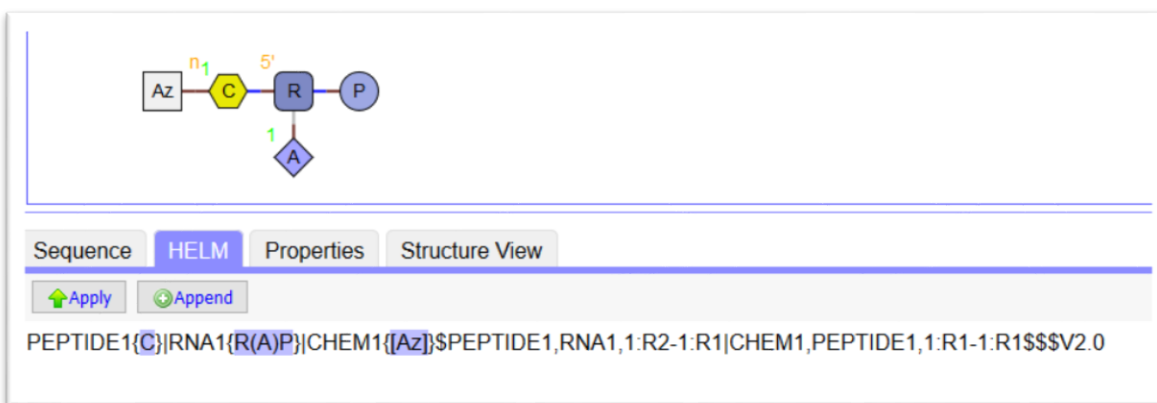 n 1 5'
Az C R P
1
A
Sequence HELM Properties Structure View
Apply Append
PEPTIDE1{C}|RNA1{R(A)P}|CHEM1{[Az]}$PEPTIDE1,RNA1,1:R2-1:R1|CHEM1,PEPTIDE1,1:R1-1:R1$$$V2.0